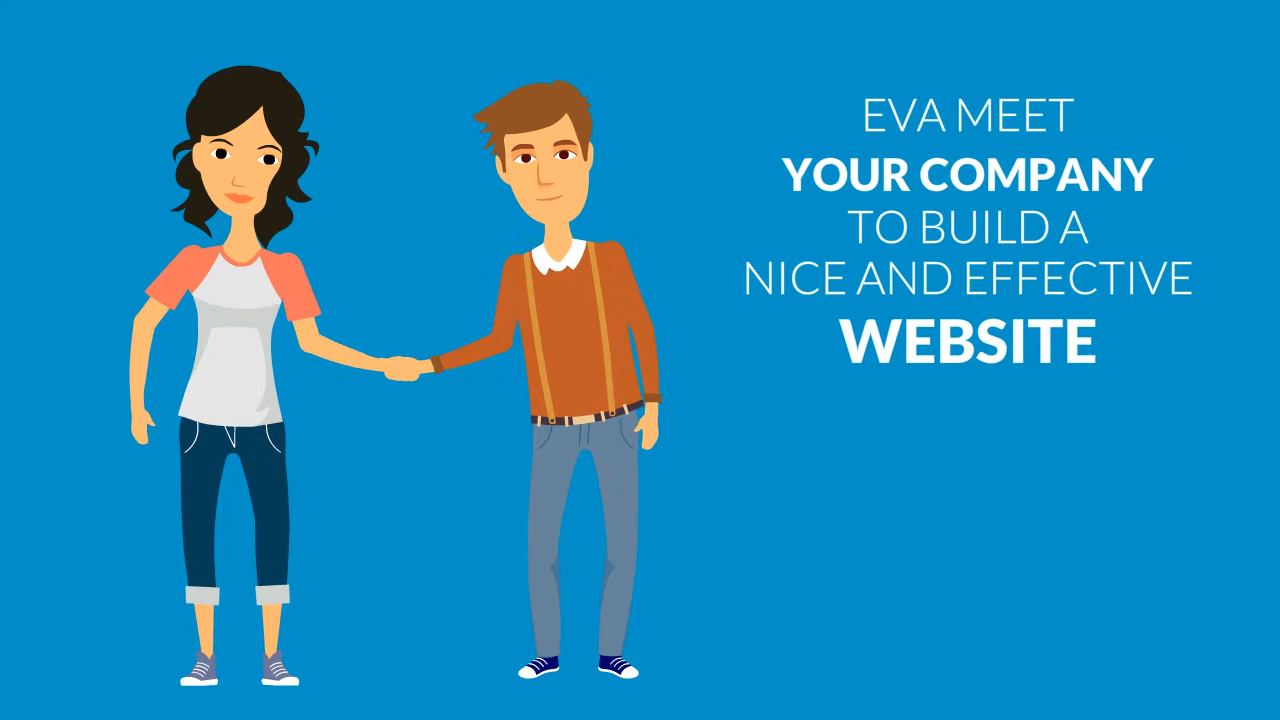 EVA MEET
YOUR COMPANY
TO BUILD A
NICE AND EFFECTIVE
WEBSITE